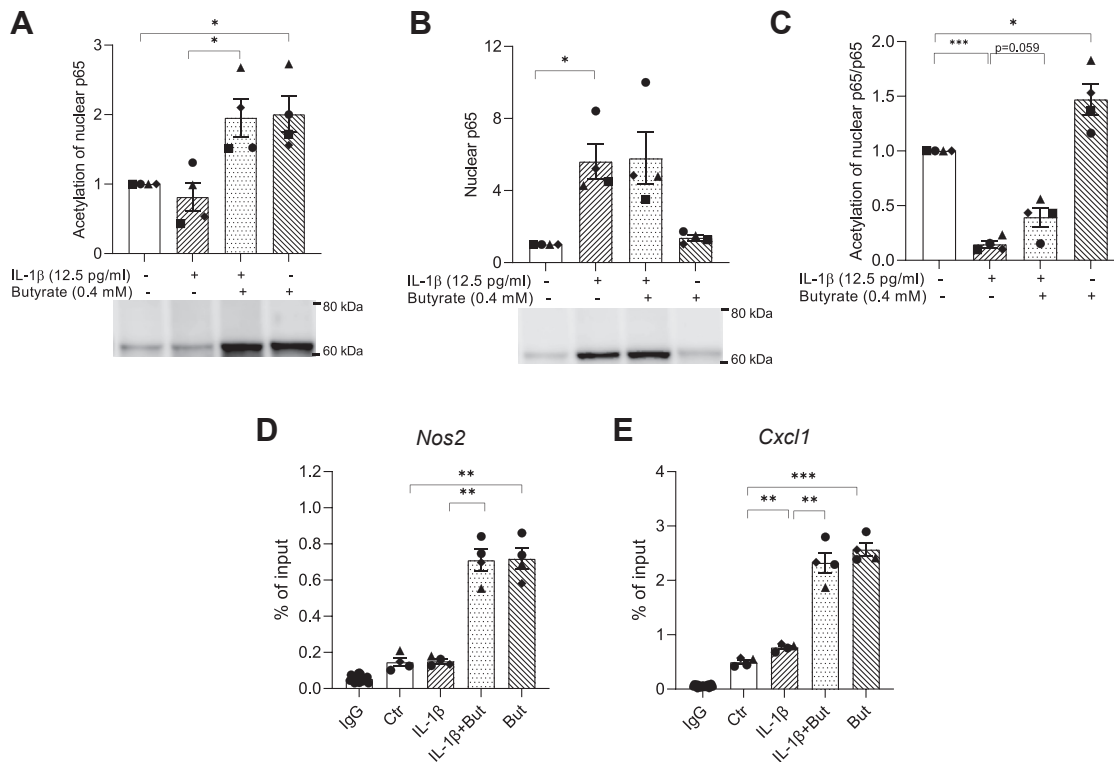 A
Acetylation of nuclear p65
3
2
1
0
*
*
IL-1β (12.5 pg/ml) - + + -
Butyrate (0.4 mM) - - + +
80 kDa
60 kDa
B
Nuclear p65
12
8
4
0
*
IL-1β (12.5 pg/ml) - + + -
Butyrate (0.4 mM) - - + +
80 kDa
60 kDa
C
Acetylation of nuclear p65/p65
2.0
1.5
1.0
0.5
0.0
*
*** p=0.059
IL-1β (12.5 pg/ml) - + + -
Butyrate (0.4 mM) - - + +
D
Nos2
% of input
1.2
1.0
0.8
0.6
0.4
0.2
0.0
**
**
IgG Ctr IL-1β IL-1β+But But
E
Cxcl1
% of input
4
3
2
1
0
***
** **
IgG Ctr IL-1β IL-1β+But But